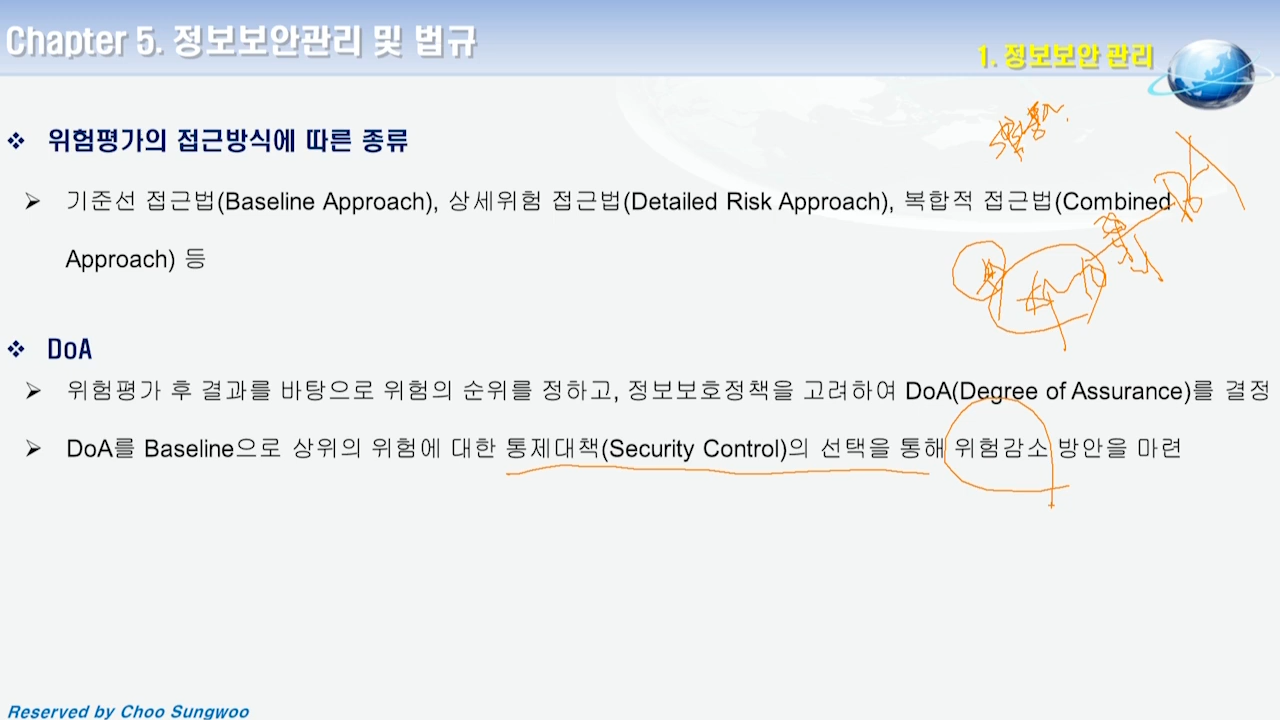 Chapter 5. 정보보안관리 및 법규
1. 정보보안 관리
❖ 위험평가의 접근방식에 따른 종류
➢ 기준선 접근법(Baseline Approach), 상세위험 접근법(Detailed Risk Approach), 복합적 접근법(Combined
Approach) 등
❖ DoA
➢ 위험평가 후 결과를 바탕으로 위험의 순위를 정하고, 정보보호정책을 고려하여 DoA(Degree of Assurance)를 결정
➢ DoA를 Baseline으로 상위의 위험에 대한 통제대책(Security Control)의 선택을 통해 위험감소 방안을 마련
Reserved by Choo Sungwoo